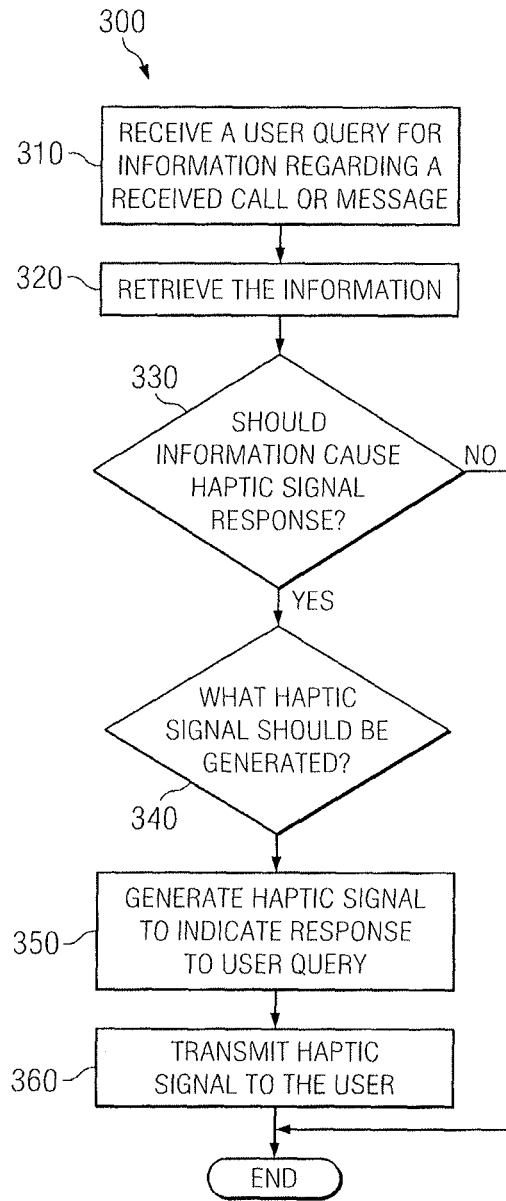 300
310
RECEIVE A USER QUERY FOR
INFORMATION REGARDING A
RECEIVED CALL OR MESSAGE
320
RETRIEVE THE INFORMATION
330
SHOULD
INFORMATION CAUSE
HAPTIC SIGNAL
RESPONSE?
NO
YES
WHAT HAPTIC
SIGNAL SHOULD BE
GENERATED?
340
350
GENERATE HAPTIC SIGNAL
TO INDICATE RESPONSE
TO USER QUERY
360
TRANSMIT HAPTIC
SIGNAL TO THE USER
END